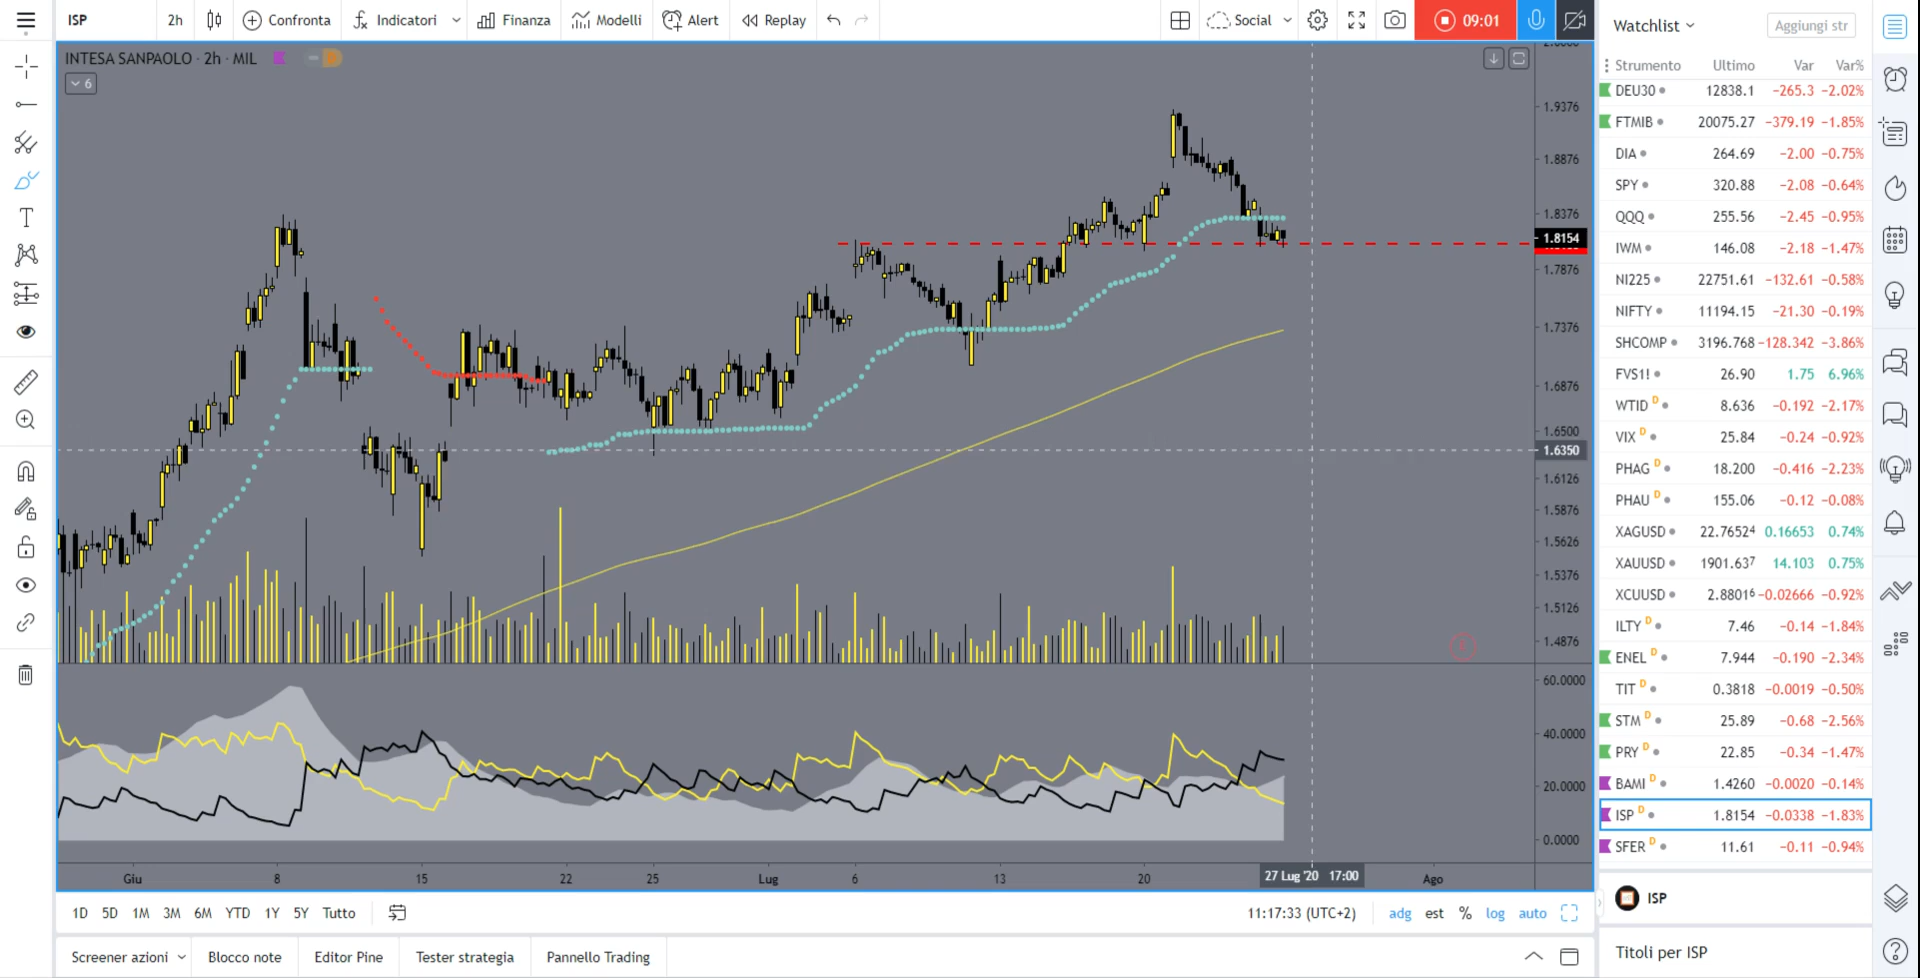 ISP 2h Confronta Indicatori Finanza Modelli Alert Replay Social 09:01
INTESA SANPAOLO · 2h · MIL
6
1.9376
1.8876
1.8376
1.8154
1.7876
1.7376
1.6876
1.6500
1.6350
1.6126
1.5876
1.5626
1.5376
1.5126
1.4876
60.0000
40.0000
20.0000
0.0000
Giu 8 15 22 25 Lug 6 13 20 27 Lug '20 17:00 Ago
1D 5D 1M 3M 6M YTD 1Y 5Y Tutto 11:17:33 (UTC+2) adg est % log auto
Screener azioni Blocco note Editor Pine Tester strategia Pannello Trading
Watchlist Aggiungi str
Strumento Ultimo Var Var%
DEU30 12838.1 −265.3 −2.02%
FTMIB 20075.27 −379.19 −1.85%
DIA 264.69 −2.00 −0.75%
SPY 320.88 −2.08 −0.64%
QQQ 255.56 −2.45 −0.95%
IWM 146.08 −2.18 −1.47%
NI225 22751.61 −132.61 −0.58%
NIFTY 11194.15 −21.30 −0.19%
SHCOMP 3196.768 −128.342 −3.86%
FVS1! 26.90 1.75 6.96%
WTID D 8.636 −0.192 −2.17%
VIX D 25.84 −0.24 −0.92%
PHAG D 18.200 −0.416 −2.23%
PHAU D 155.06 −0.12 −0.08%
XAGUSD 22.76524 0.16653 0.74%
XAUUSD 1901.637 14.103 0.75%
XCUUSD 2.88016 −0.02666 −0.92%
ILTY D 7.46 −0.14 −1.84%
ENEL D 7.944 −0.190 −2.34%
TIT D 0.3818 −0.0019 −0.50%
STM D 25.89 −0.68 −2.56%
PRY D 22.85 −0.34 −1.47%
BAMI D 1.4260 −0.0020 −0.14%
ISP D 1.8154 −0.0338 −1.83%
SFER D 11.61 −0.11 −0.94%
ISP
Titoli per ISP